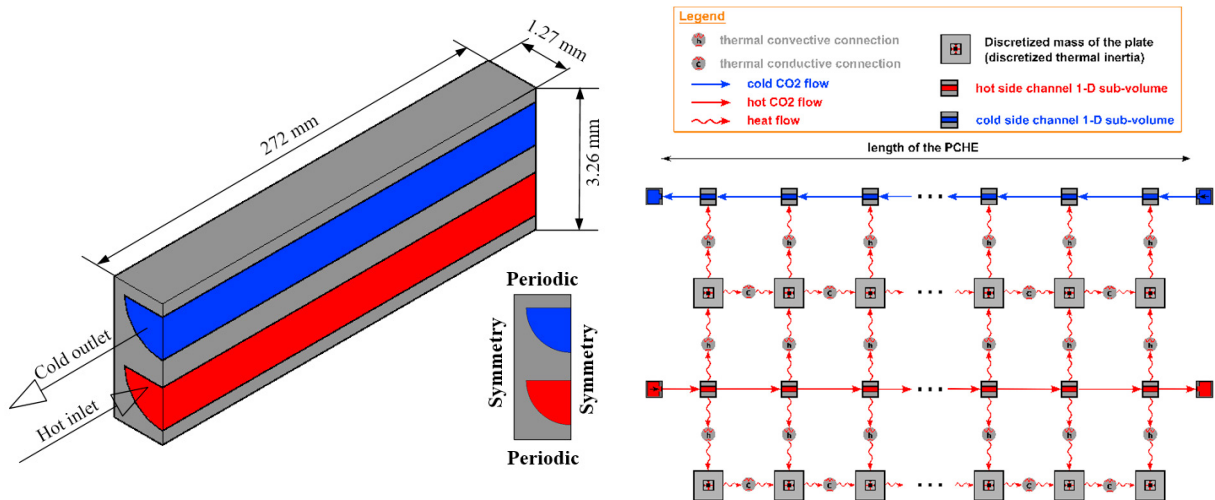 272 mm
1.27 mm
3.26 mm
Cold outlet
Hot inlet
Periodic
Symmetry
Symmetry
Periodic
Legend
h thermal convective connection
c thermal conductive connection
cold CO2 flow
hot CO2 flow
heat flow
Discretized mass of the plate
(discretized thermal inertia)
hot side channel 1-D sub-volume
cold side channel 1-D sub-volume
length of the PCHE
...
h h h h h h
c c ... c c
h h h h h h
...
h h h h h h
c c ... c c